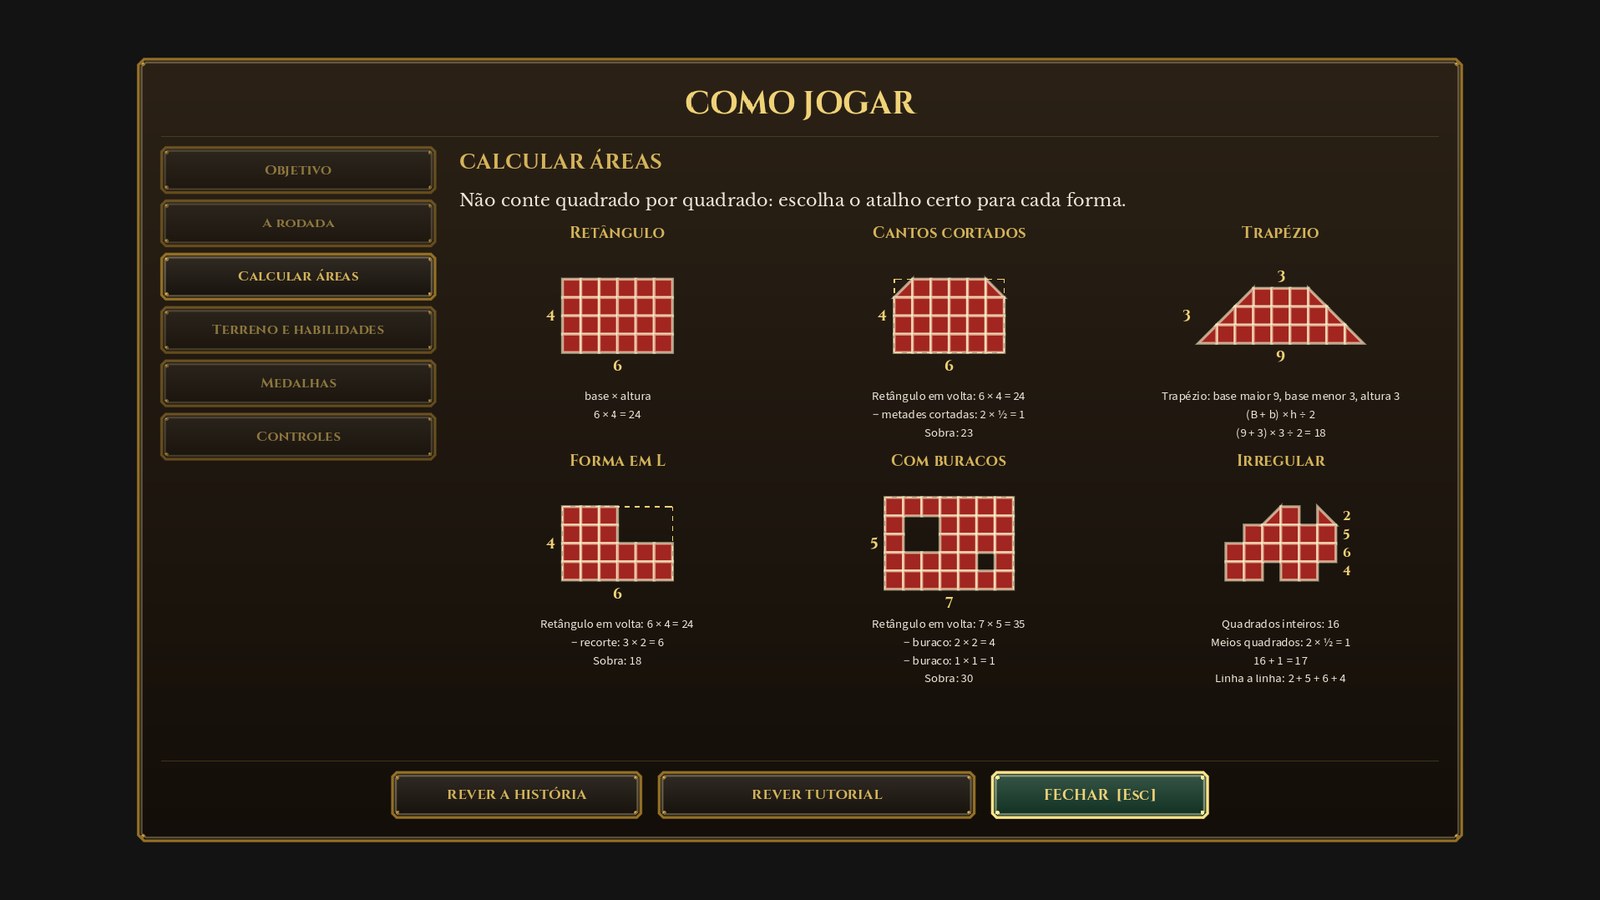 COMO JOGAR
OBJETIVO
A RODADA
CALCULAR ÁREAS
TERRENO E HABILIDADES
MEDALHAS
CONTROLES
CALCULAR ÁREAS
Não conte quadrado por quadrado: escolha o atalho certo para cada forma.
RETÂNGULO
4
6
base × altura
6 × 4 = 24
CANTOS CORTADOS
4
6
Retângulo em volta: 6 × 4 = 24
− metades cortadas: 2 × ½ = 1
Sobra: 23
TRAPÉZIO
3
3
9
Trapézio: base maior 9, base menor 3, altura 3
(B + b) × h ÷ 2
(9 + 3) × 3 ÷ 2 = 18
FORMA EM L
4
6
Retângulo em volta: 6 × 4 = 24
− recorte: 3 × 2 = 6
Sobra: 18
COM BURACOS
5
7
Retângulo em volta: 7 × 5 = 35
− buraco: 2 × 2 = 4
− buraco: 1 × 1 = 1
Sobra: 30
IRREGULAR
2
5
6
4
Quadrados inteiros: 16
Meios quadrados: 2 × ½ = 1
16 + 1 = 17
Linha a linha: 2 + 5 + 6 + 4
REVER A HISTÓRIA
REVER TUTORIAL
FECHAR [ESC]